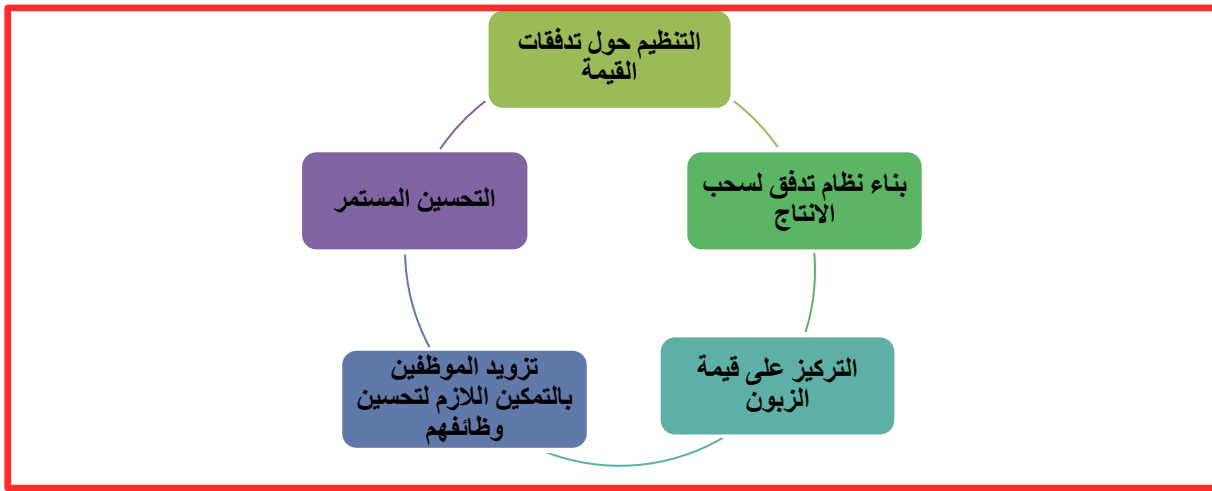 التنظيم حول تدفقات
القيمة
بناء نظام تدفق لسحب
الانتاج
التركيز على قيمة
الزبون
تزويد الموظفين
بالتمكين اللازم لتحسين
وظائفهم
التحسين المستمر